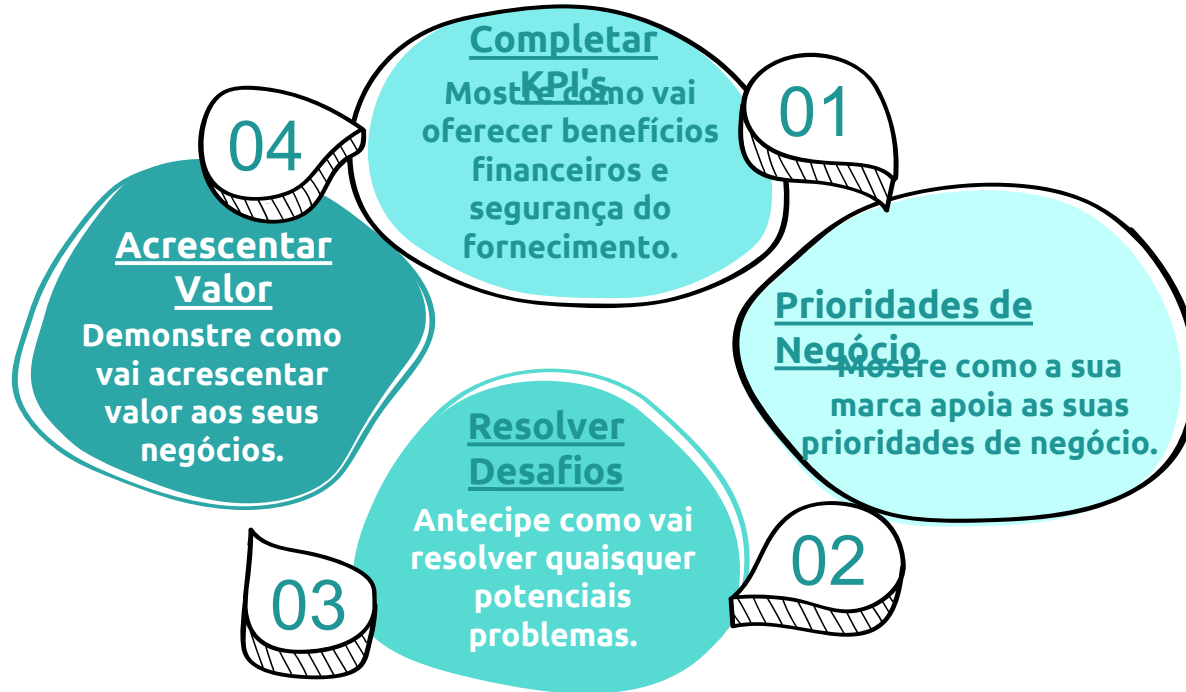 Completar
KPI's
Mostre como vai
oferecer benefícios
financeiros e
segurança do
fornecimento.
01
Prioridades de
Negócio
Mostre como a sua
marca apoia as suas
prioridades de negócio.
02
Resolver
Desafios
Antecipe como vai
resolver quaisquer
potenciais
problemas.
03
Acrescentar
Valor
Demonstre como
vai acrescentar
valor aos seus
negócios.
04